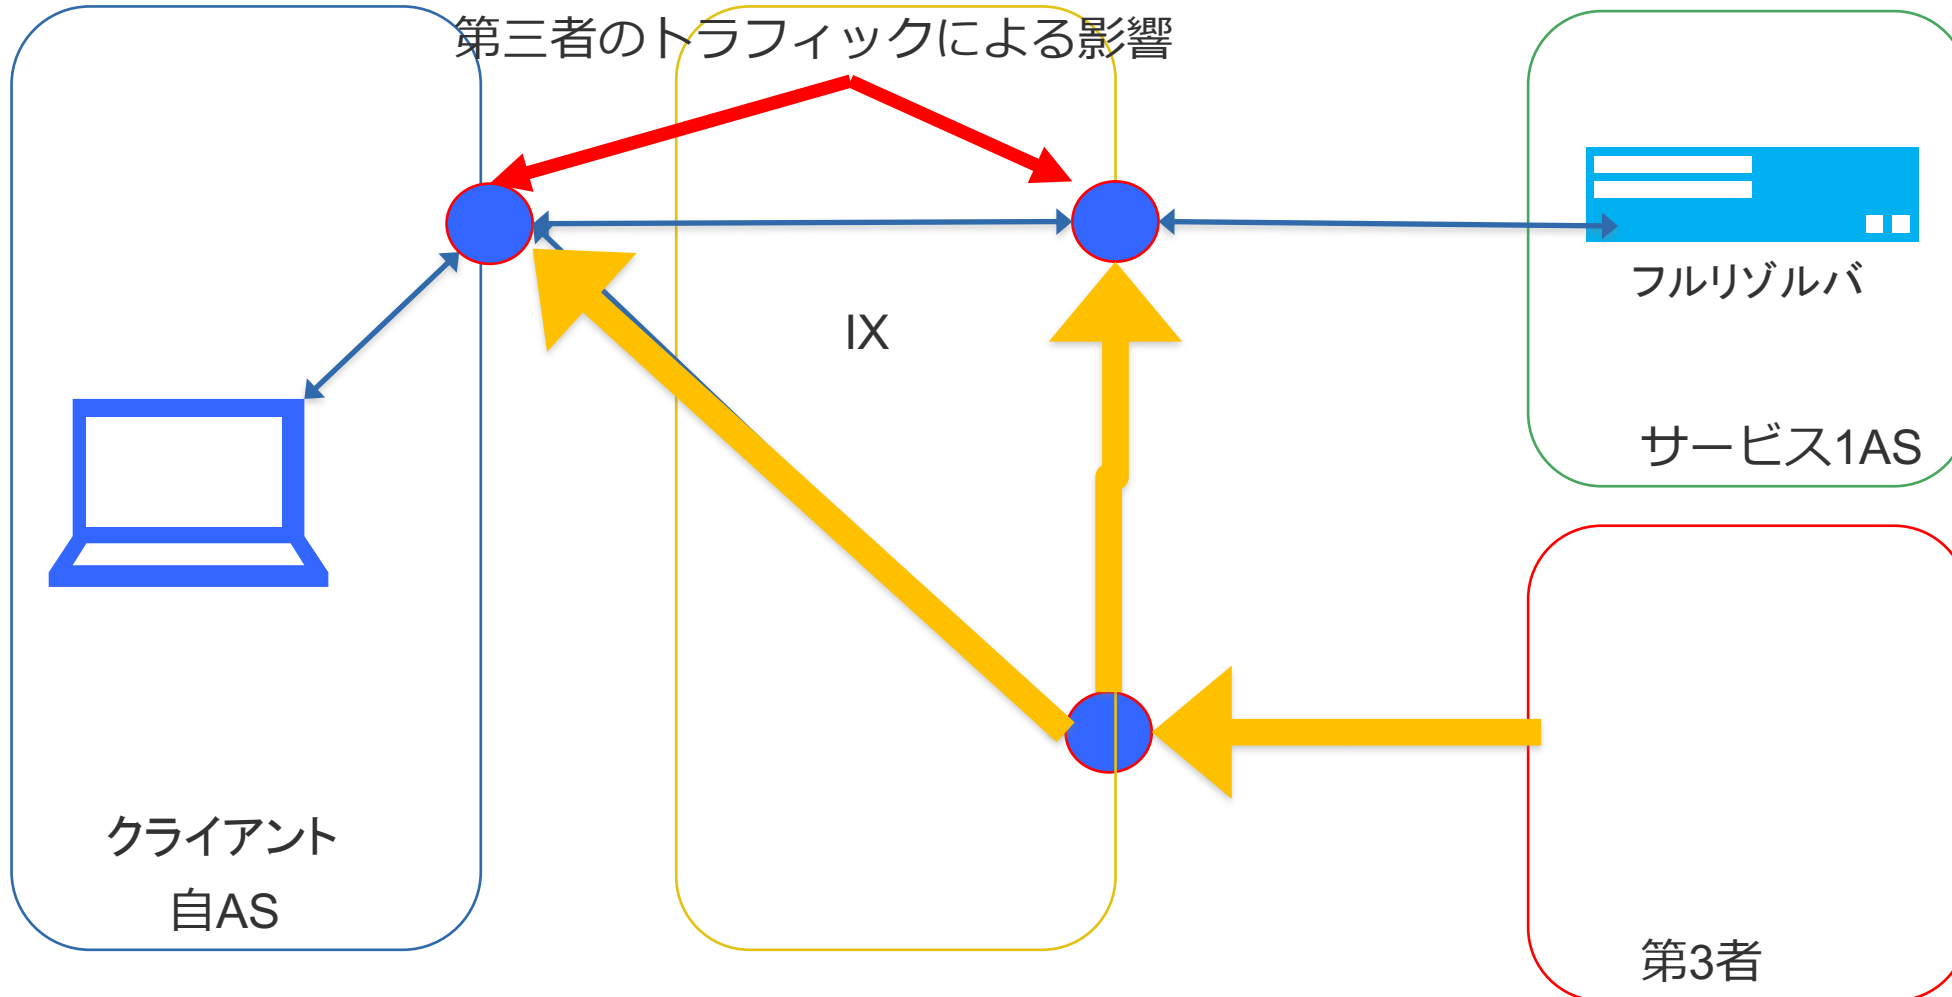 第三者のトラフィックによる影響
フルリゾルバ
IX
サービス1AS
クライアント
自AS
第3者